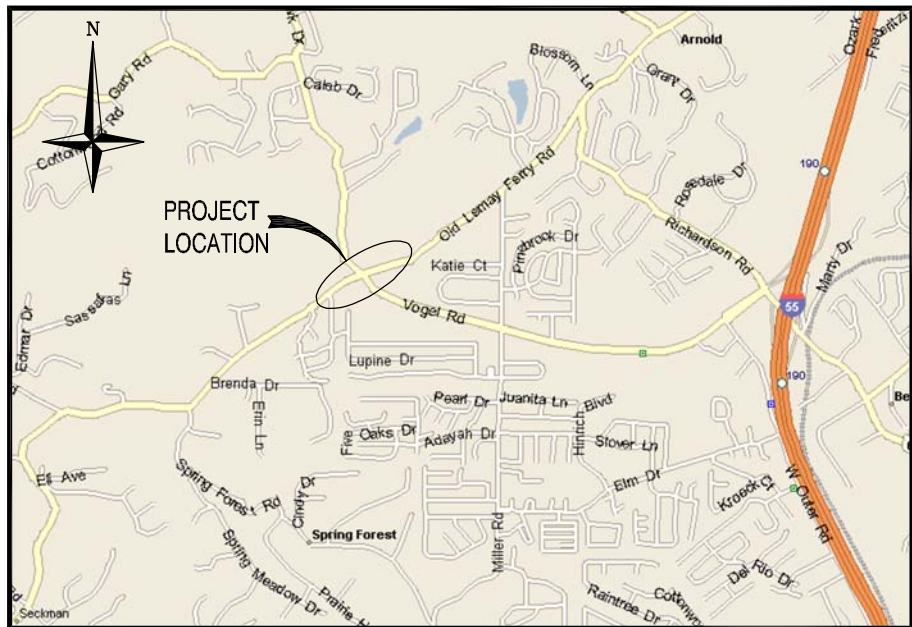 N
Arnold
Ozark
Blossom Ln
Grant Dr
Gary Rd
Caleb Dr
Old Lemay Ferry Rd
190
Rosedale Dr
PROJECT
LOCATION
Katie Ct
Pinebrook Dr
Richardson Rd
Marty Dr
Sassafras Ln
Edmar Dr
Vogel Rd
55
Lupine Dr
190
Brenda Dr
Erin Ln
Pearl Dr
Juanita Ln
Hinrich Blvd
Five
Oaks Dr
Adayah Dr
Stover Ln
Spring Forest Rd
Cindy Dr
Elm Dr
Kroeck Ct
W Outer Rd
Spring Forest
Miller Rd
Spring Meadow Dr
Del Rio Dr
Raintree Dr
Seckman